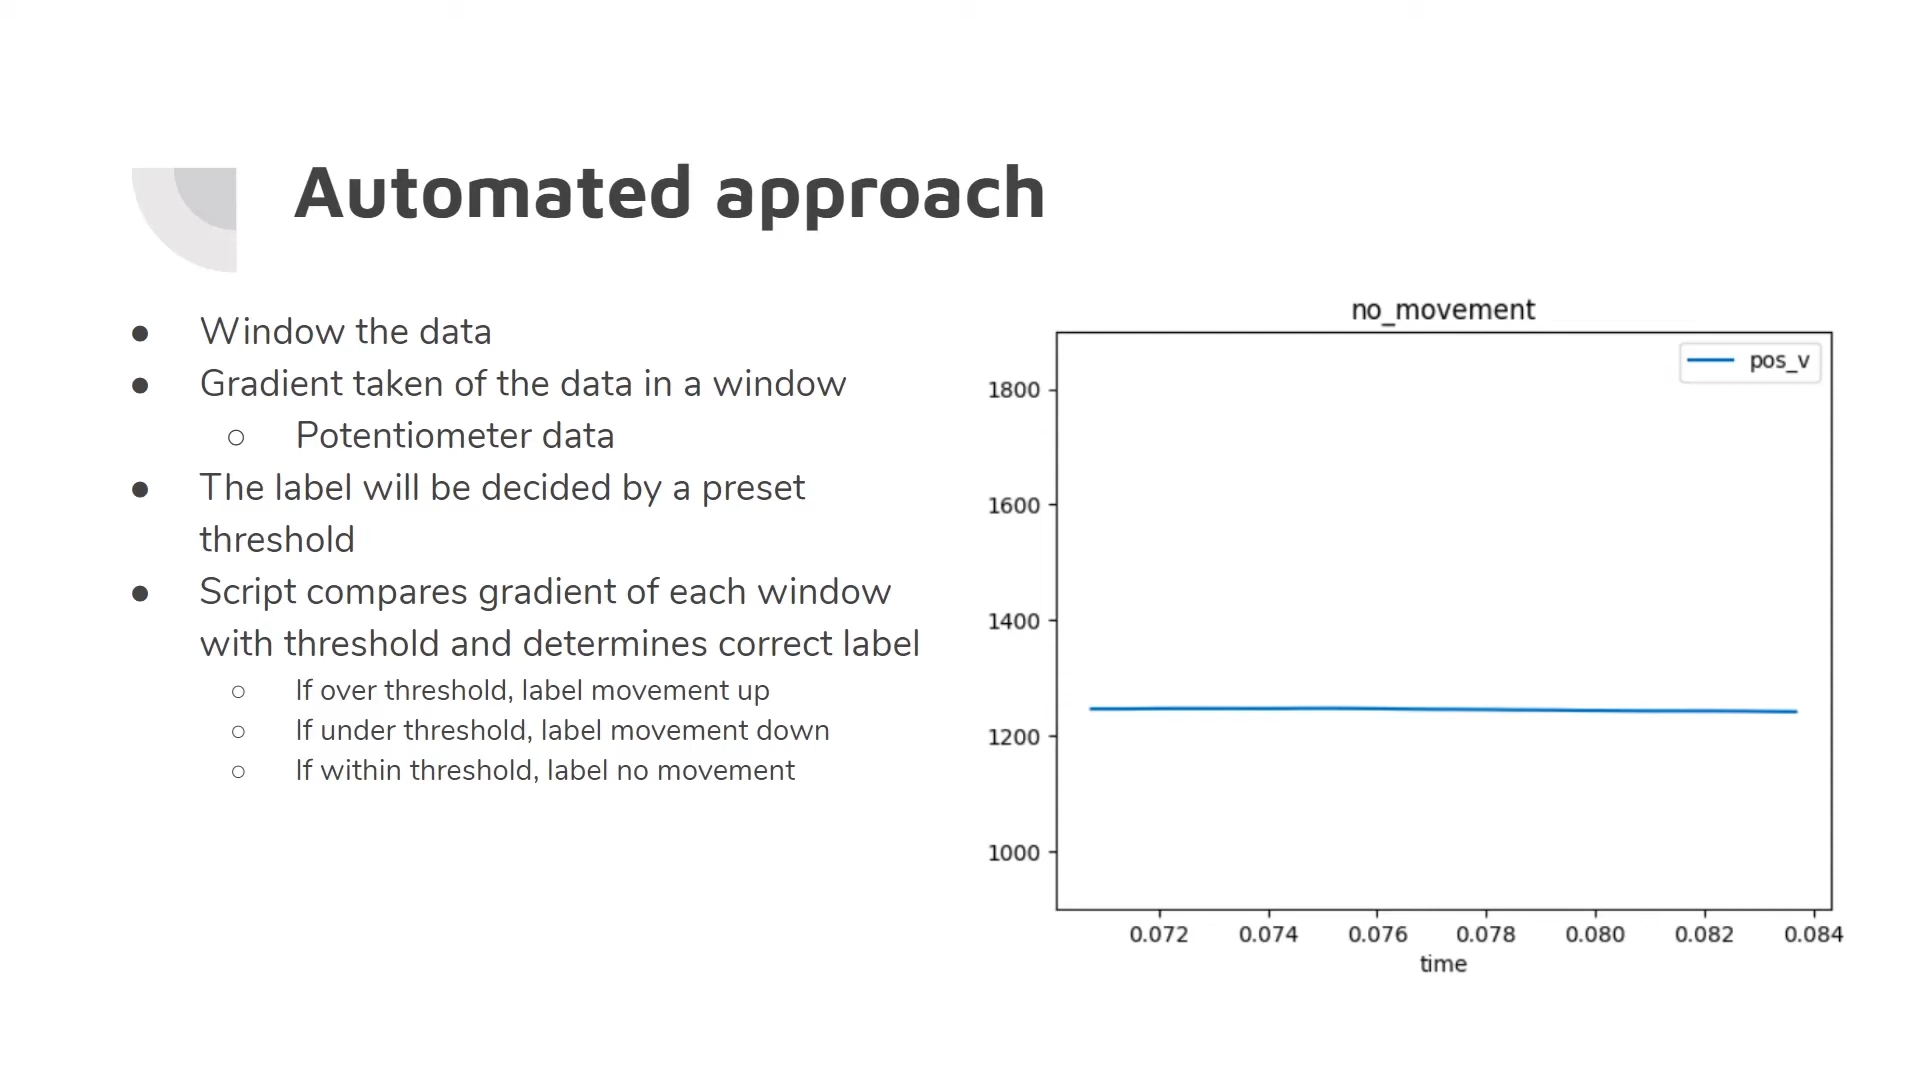 Automated approach
● Window the data
● Gradient taken of the data in a window
○ Potentiometer data
● The label will be decided by a preset
threshold
● Script compares gradient of each window
with threshold and determines correct label
○ If over threshold, label movement up
○ If under threshold, label movement down
○ If within threshold, label no movement
no_movement
pos_v
1800
1600
1400
1200
1000
0.072 0.074 0.076 0.078 0.080 0.082 0.084
time